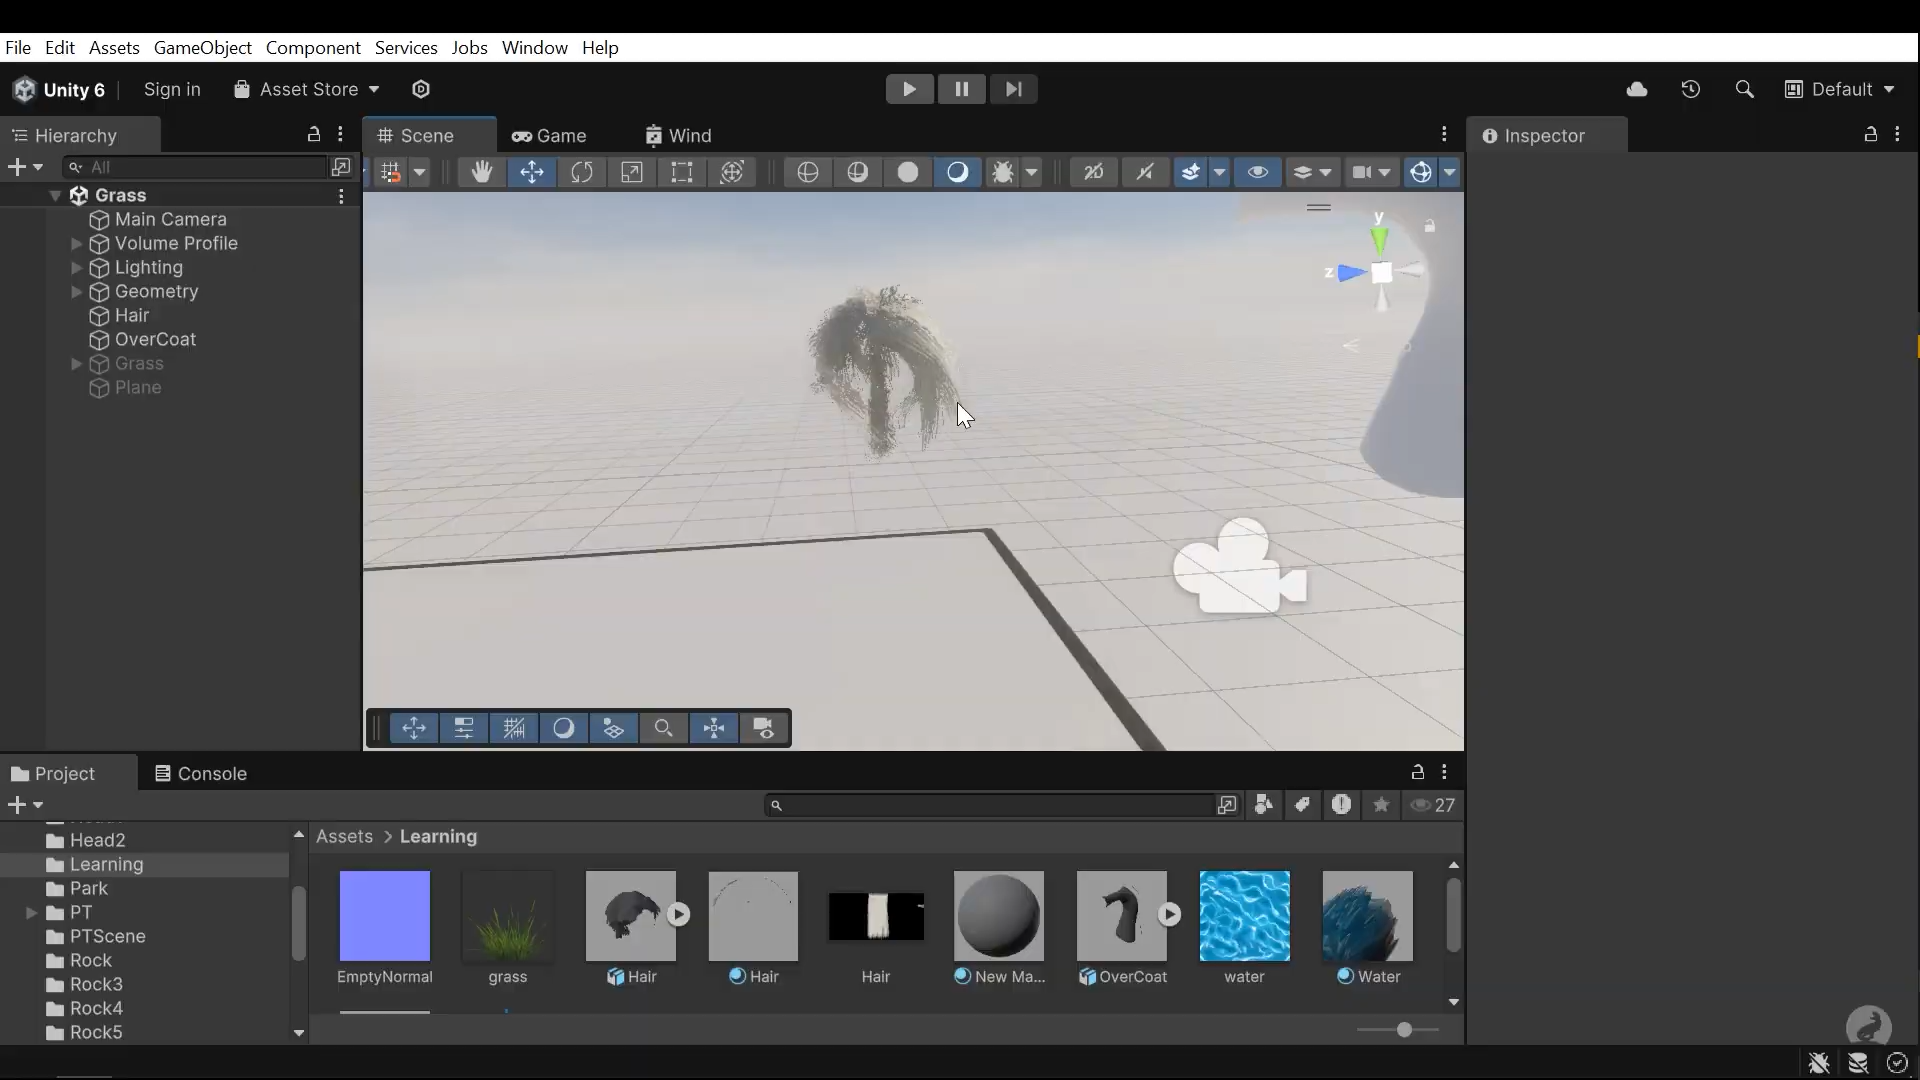 File Edit Assets GameObject Component Services Jobs Window Help
Unity 6 Sign in Asset Store Default
Hierarchy Scene Game Wind Inspector
All 2D
Grass
Main Camera
Volume Profile
Lighting
Geometry
Hair
OverCoat
Grass
Plane
y
z
Project Console
27
Assets > Learning
Head2
Learning
Park
PT
PTScene
Rock
Rock3
Rock4
Rock5
EmptyNormal grass Hair Hair Hair New Ma... OverCoat water Water